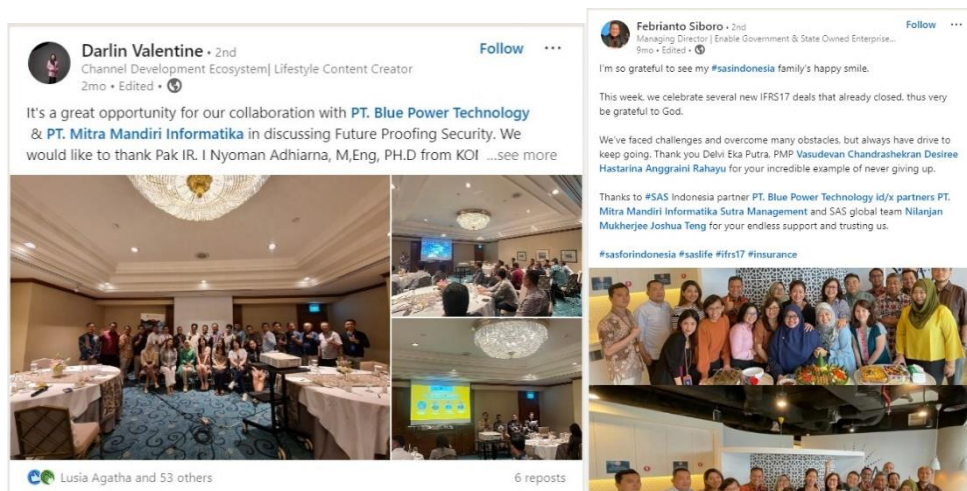 Darlin Valentine • 2nd
Channel Development Ecosystem| Lifestyle Content Creator
2mo • Edited •
Follow ...
It's a great opportunity for our collaboration with PT. Blue Power Technology
& PT. Mitra Mandiri Informatika in discussing Future Proofing Security. We
would like to thank Pak IR. I Nyoman Adhiarna, M,Eng, PH.D from KOI ...see more
Lusia Agatha and 53 others
6 reposts
Febrianto Siboro • 2nd
Managing Director | Enable Government & State Owned Enterprise...
9mo • Edited •
Follow ...
I'm so grateful to see my #sasindonesia family's happy smile.
This week, we celebrate several new IFRS17 deals that already closed, thus very
be grateful to God.
We've faced challenges and overcome many obstacles, but always have drive to
keep going. Thank you Delvi Eka Putra, PMP Vasudevan Chandrashekran Desiree
Hastarina Anggraini Rahayu for your incredible example of never giving up.
Thanks to #SAS Indonesia partner PT. Blue Power Technology id/x partners PT.
Mitra Mandiri Informatika Sutra Management and SAS global team Nilanjan
Mukherjee Joshua Teng for your endless support and trusting us.
#sasforindonesia #saslife #ifrs17 #insurance